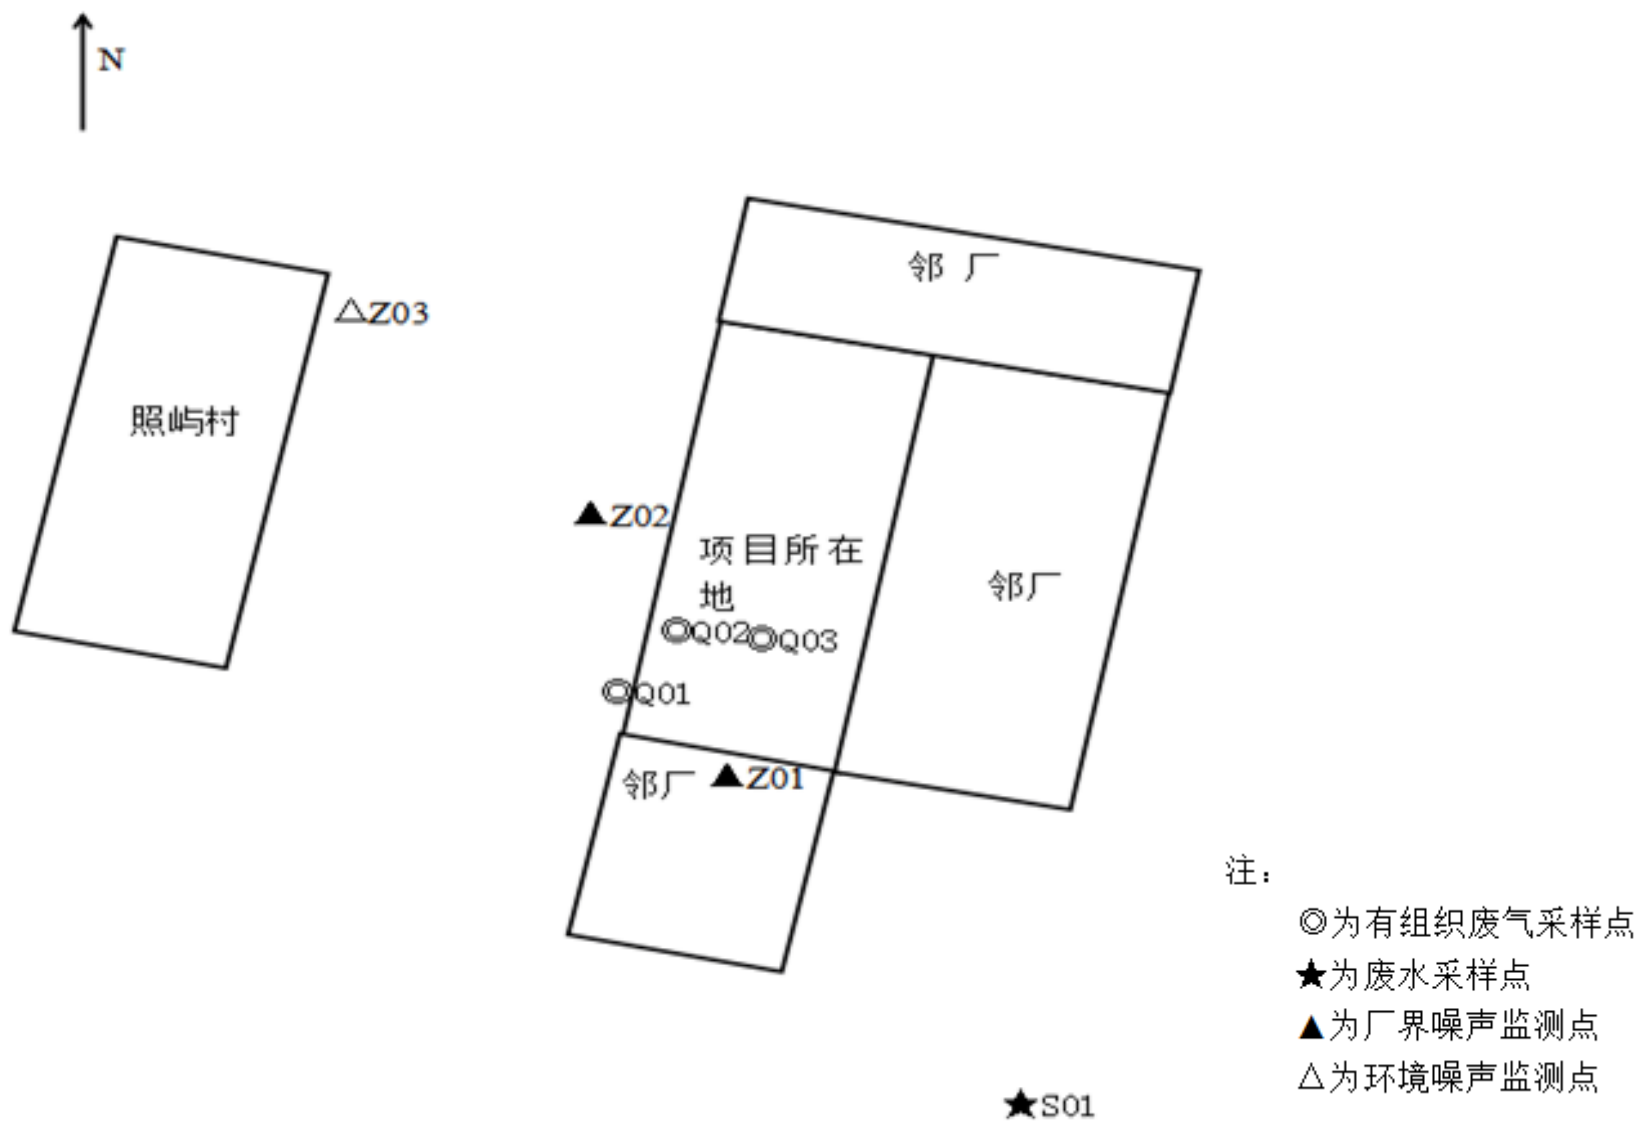 N
邻 厂
△Z03
照屿村
▲Z02
项目所在
地
邻厂
◎Q02◎Q03
◎Q01
邻厂 ▲Z01
注：
◎为有组织废气采样点
★为废水采样点
▲为厂界噪声监测点
△为环境噪声监测点
★S01